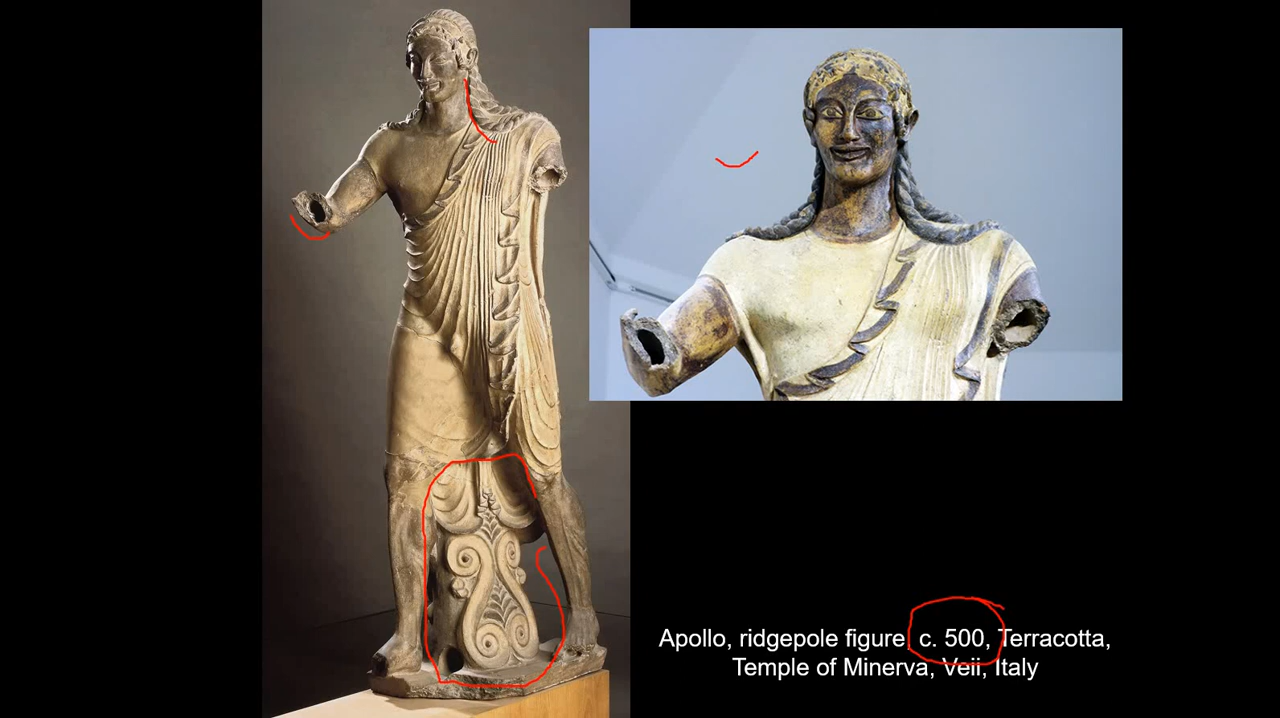 Apollo, ridgepole figure, c. 500, Terracotta,
Temple of Minerva, Veii, Italy